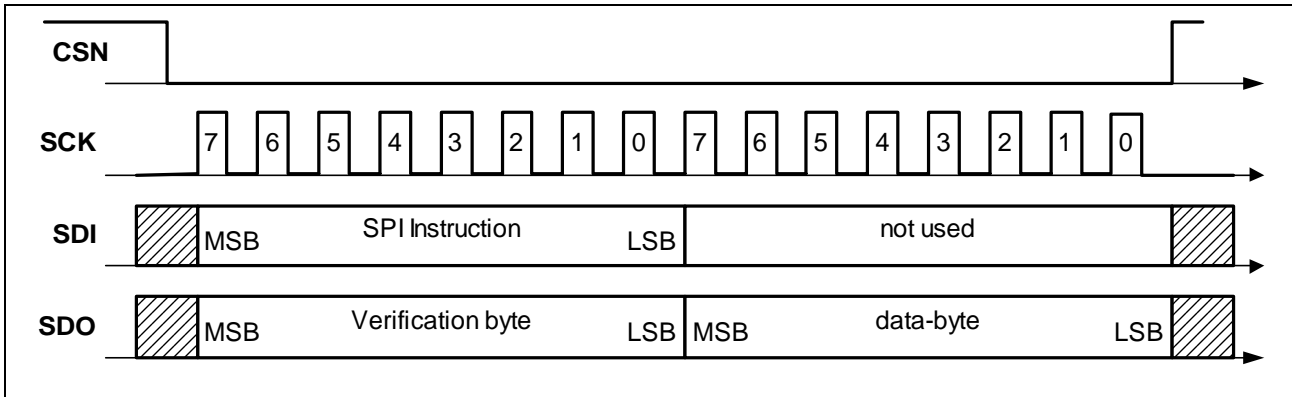 CSN
SCK 7 6 5 4 3 2 1 0 7 6 5 4 3 2 1 0
SDI MSB SPI Instruction LSB not used
SDO MSB Verification byte LSB MSB data-byte LSB